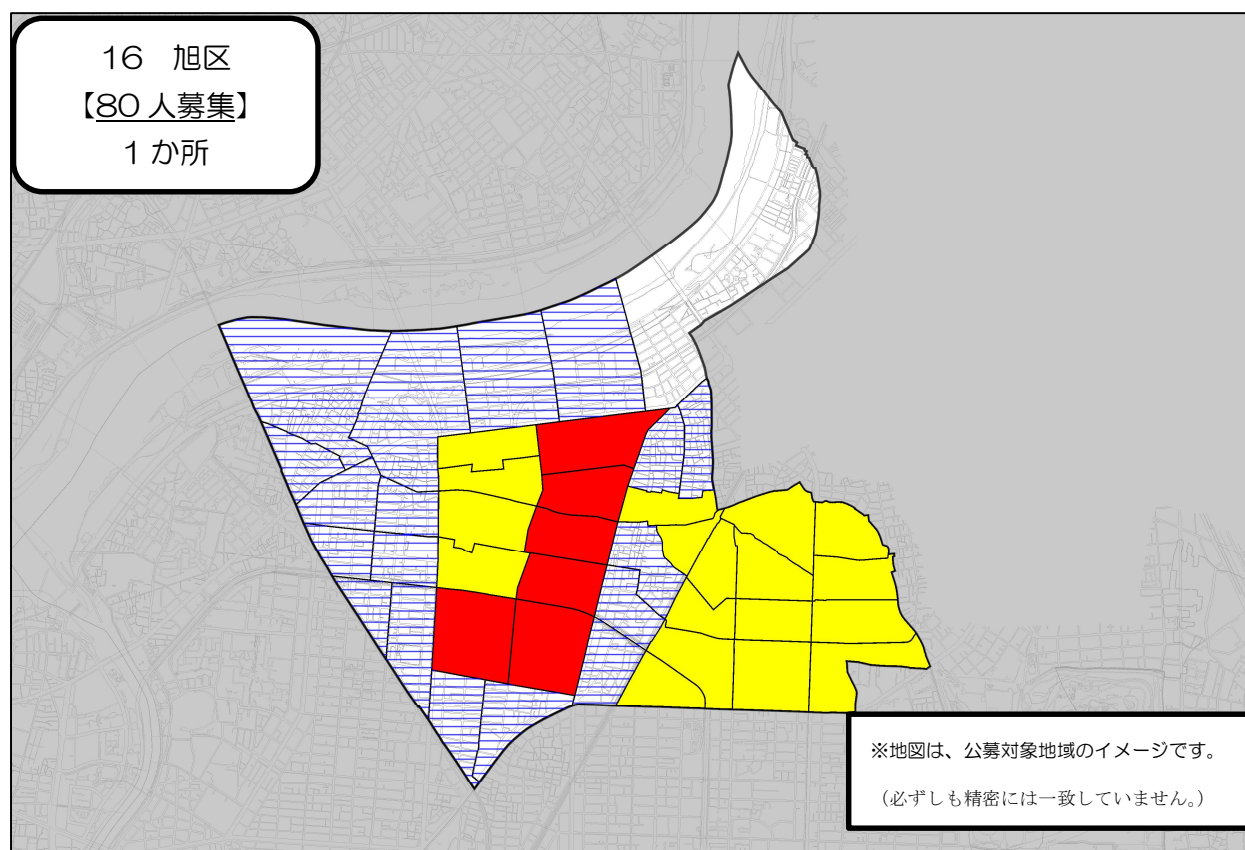 16　旭区
【80人募集】
1か所
※地図は、公募対象地域のイメージです。
（必ずしも精密には一致していません。）